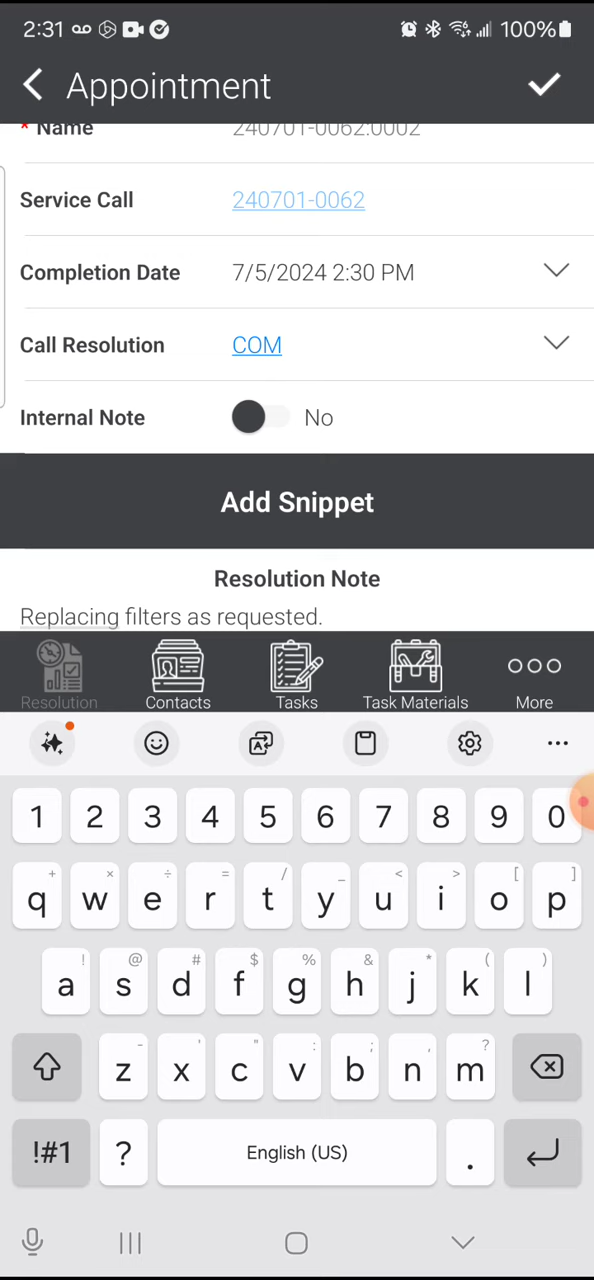 2:31 100%
Appointment
* Name 240701-0062:0002
Service Call 240701-0062
Completion Date 7/5/2024 2:30 PM
Call Resolution COM
Internal Note No
Add Snippet
Resolution Note
Replacing filters as requested.
Resolution Contacts Tasks Task Materials More
1 2 3 4 5 6 7 8 9 0
+ × ÷ = / _ < > [ ]
q w e r t y u i o p
! @ # $ % & * ( )
a s d f g h j k l
- ' " : ; , ?
z x c v b n m
!#1 ? English (US) .